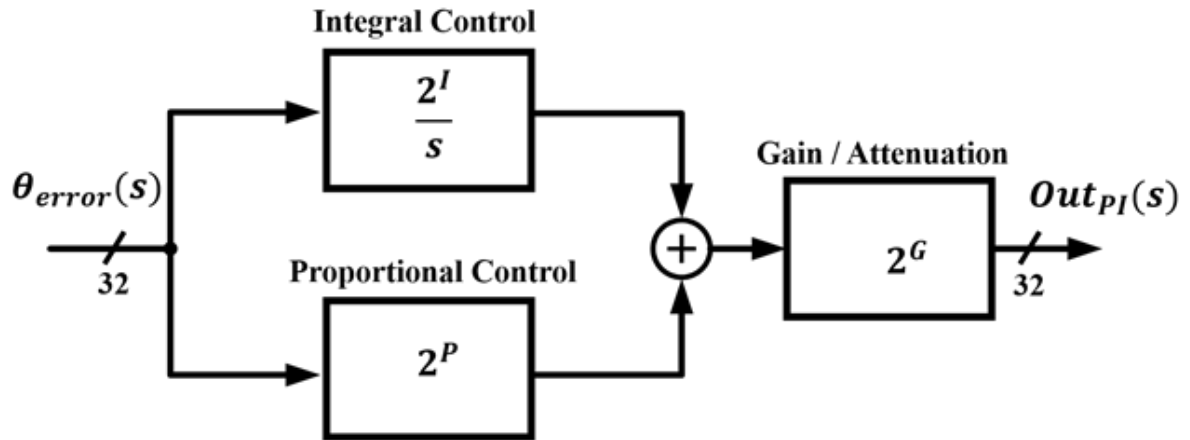 Integral Control
2^I
s
Gain / Attenuation
θ_error(s)
Out_PI(s)
+
2^G
32
32
Proportional Control
2^P